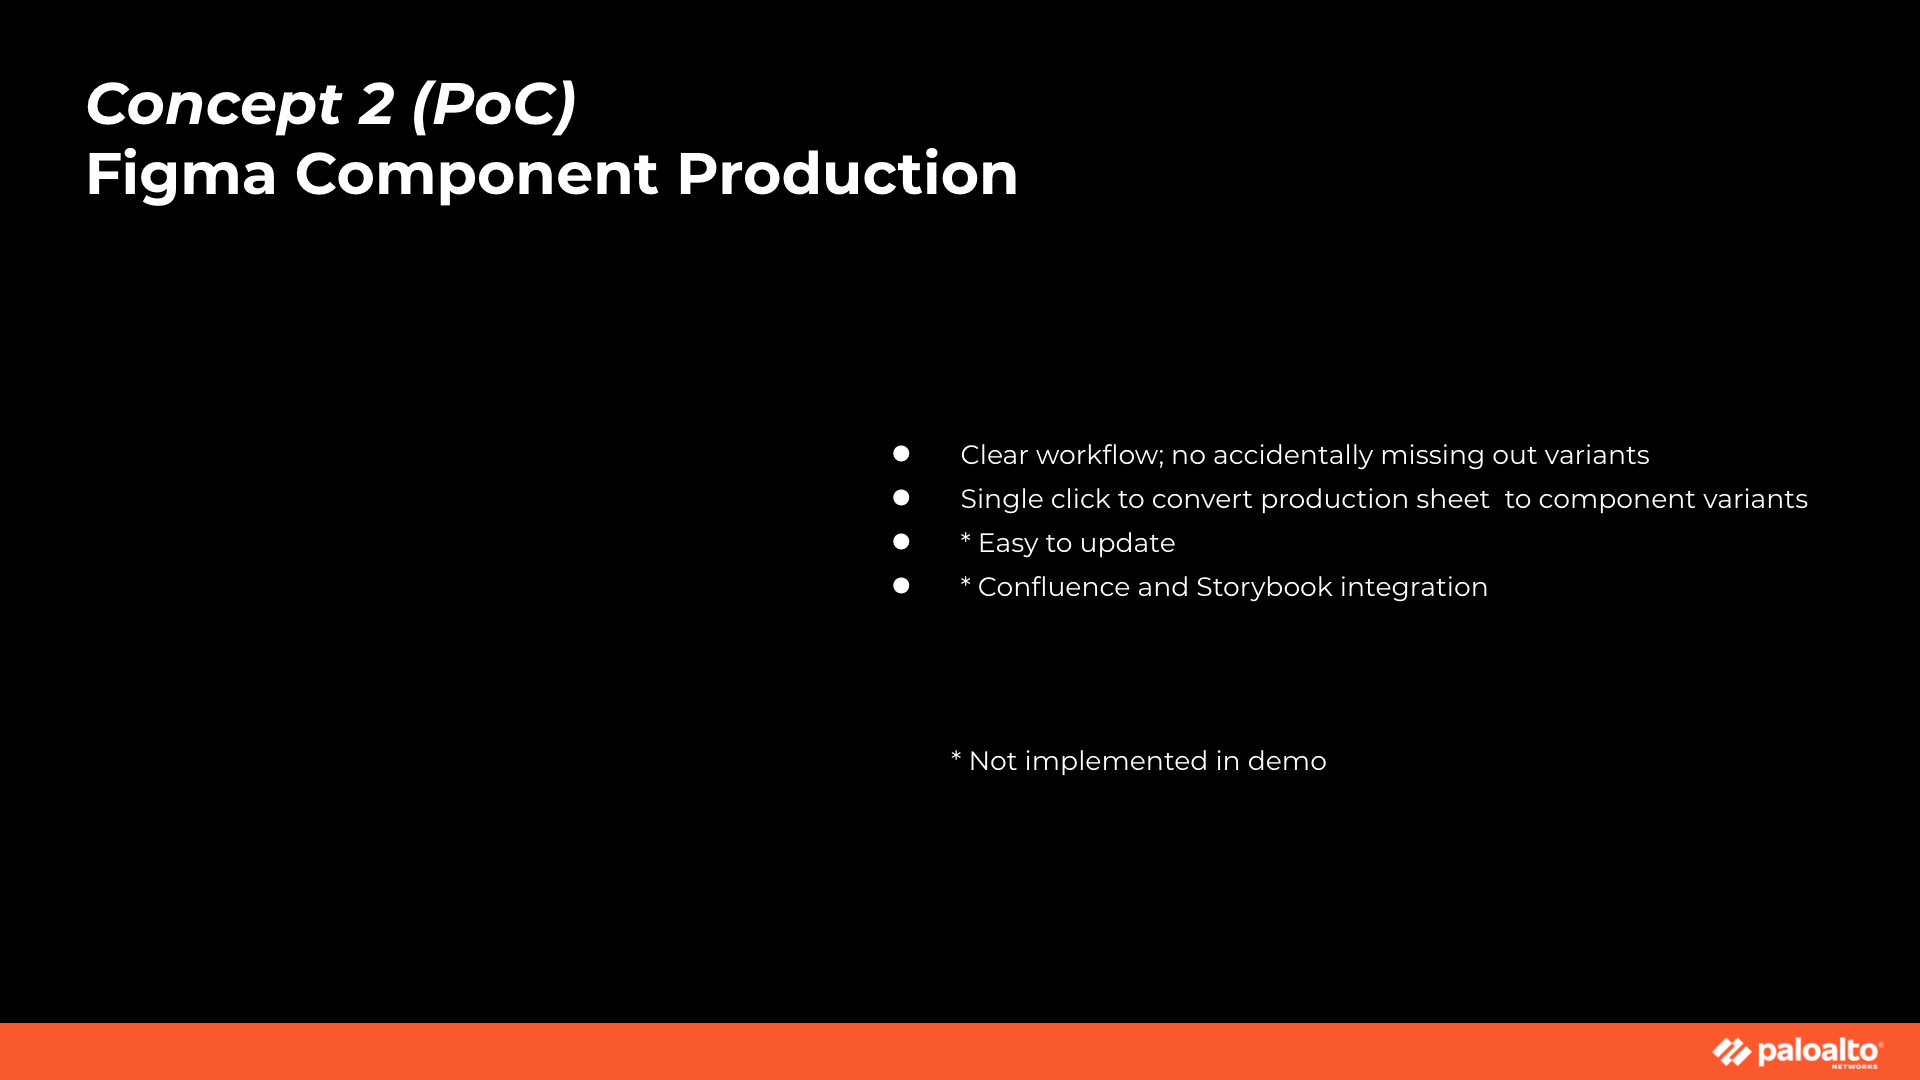 Concept 2 (PoC)
Figma Component Production
● Clear workflow; no accidentally missing out variants
● Single click to convert production sheet  to component variants
● * Easy to update
● * Confluence and Storybook integration
* Not implemented in demo
paloalto®
NETWORKS